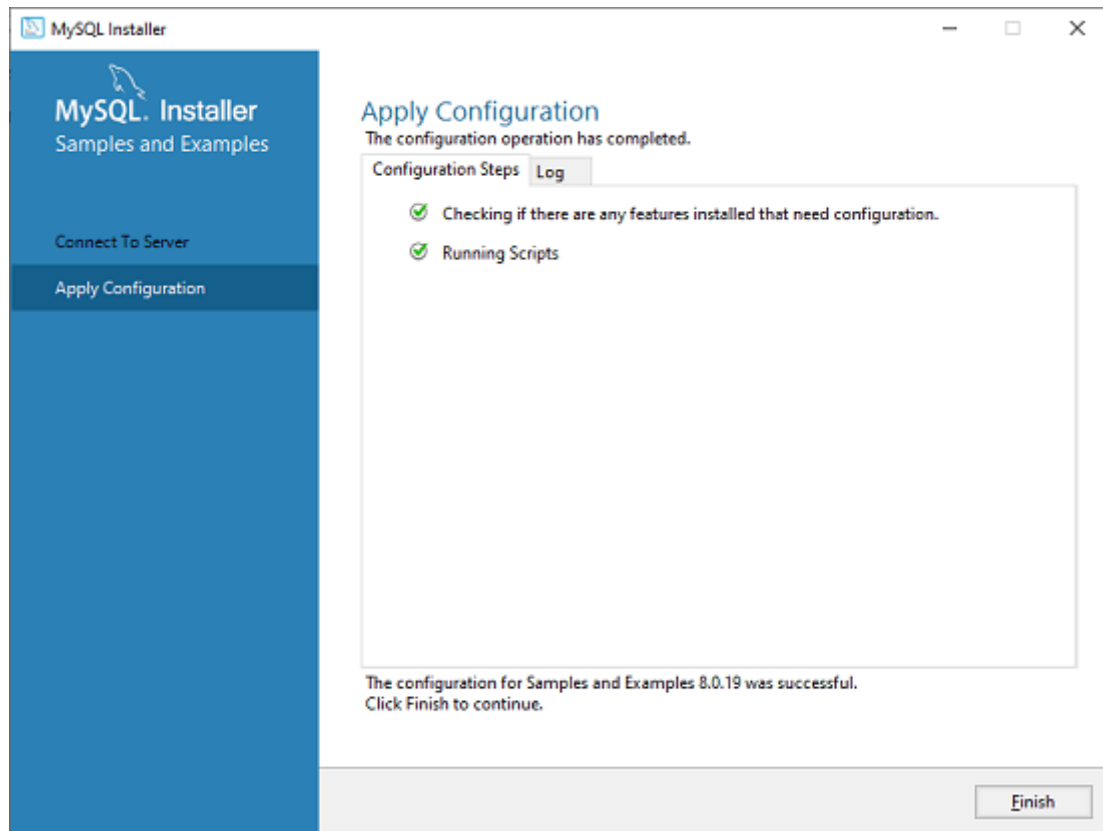 MySQL Installer
MySQL. Installer
Samples and Examples
Connect To Server
Apply Configuration
Apply Configuration
The configuration operation has completed.
Configuration Steps Log
Checking if there are any features installed that need configuration.
Running Scripts
The configuration for Samples and Examples 8.0.19 was successful.
Click Finish to continue.
Finish